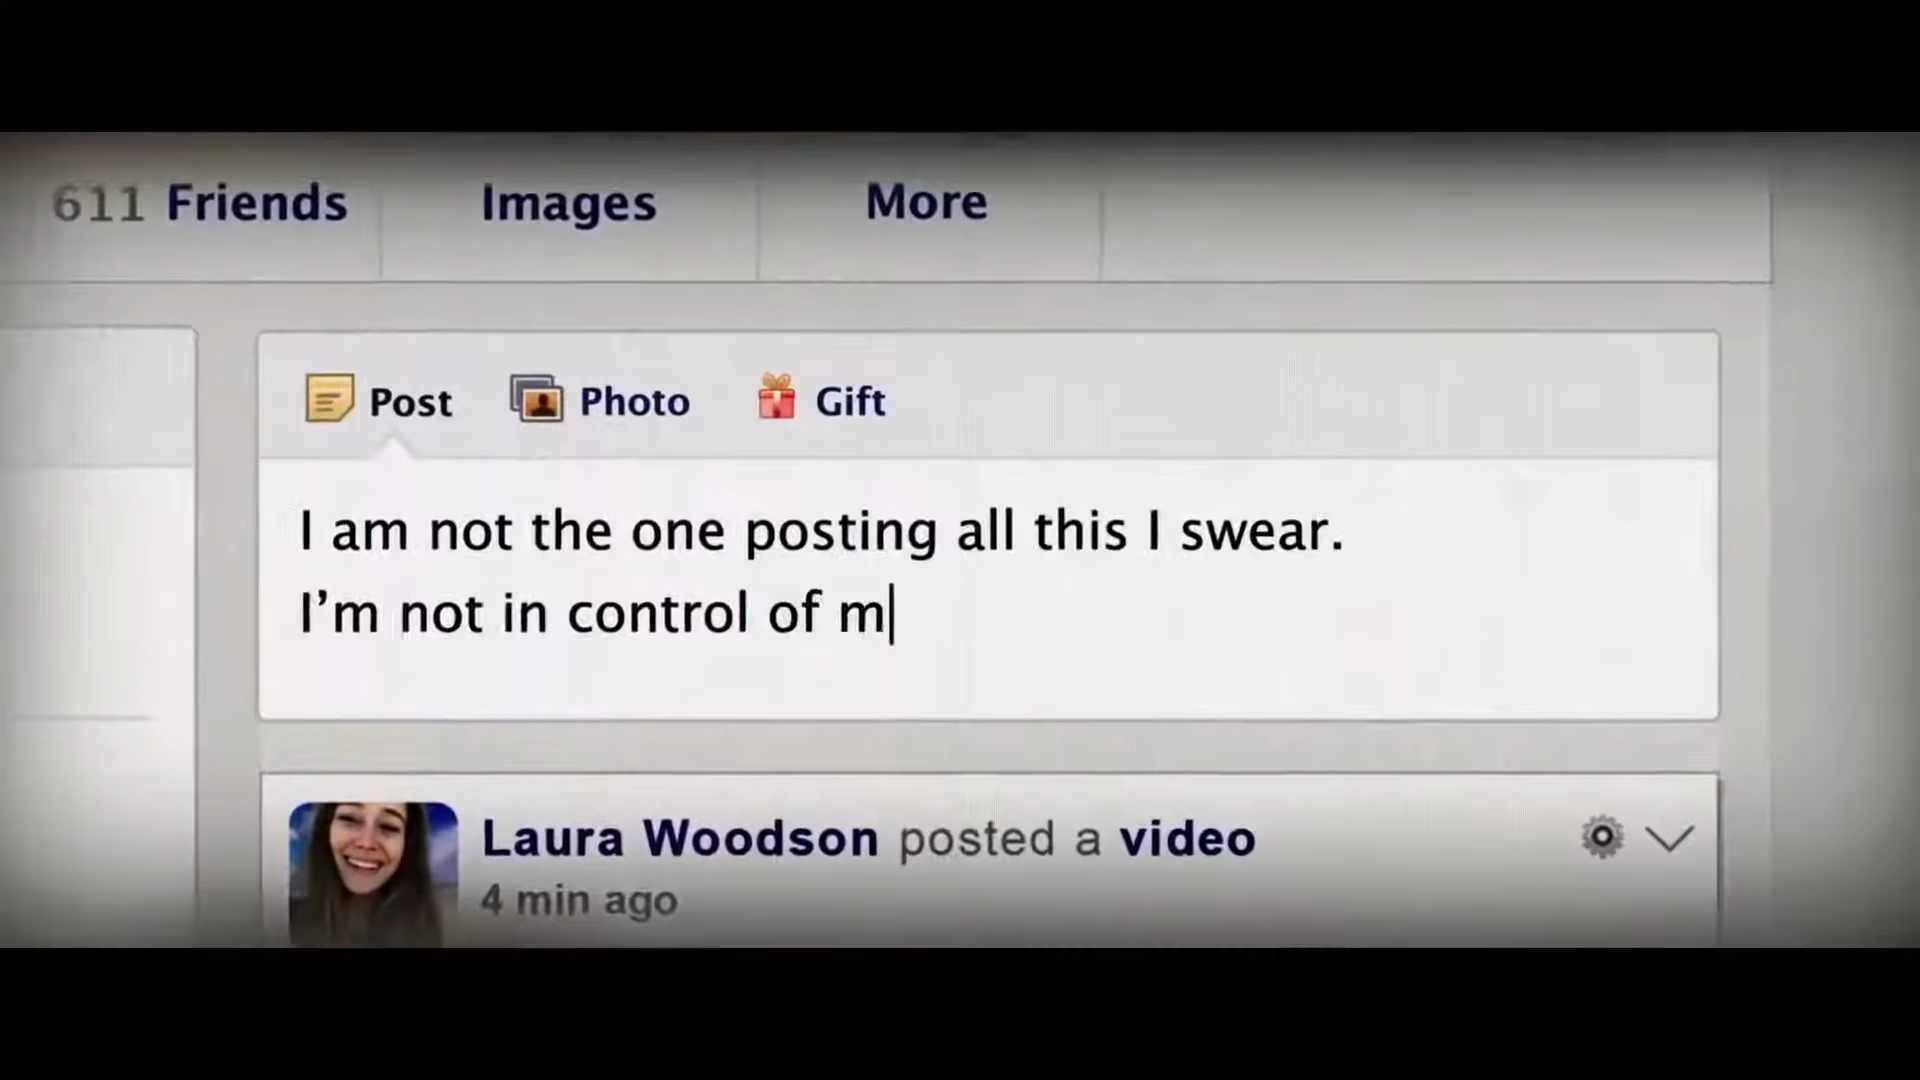 611 Friends Images More
Post Photo Gift
I am not the one posting all this I swear.
I’m not in control of m
Laura Woodson posted a video
4 min ago